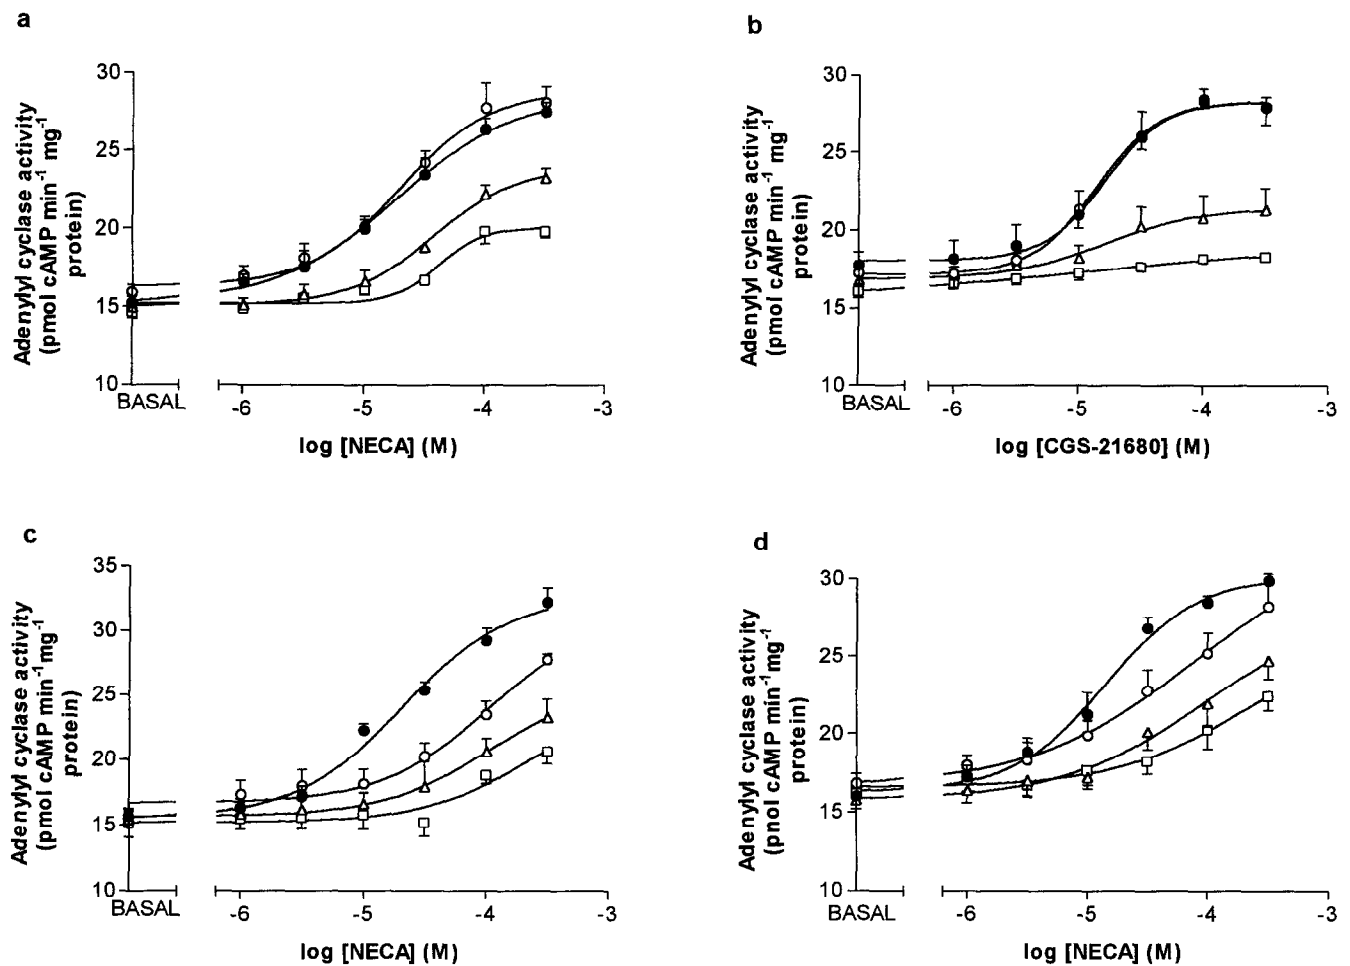 a
30
25
20
15
10
Adenylyl cyclase activity
(pmol cAMP min-1 mg-1
protein)
BASAL
-6
-5
-4
-3
log [NECA] (M)
b
30
25
20
15
10
Adenylyl cyclase activity
(pmol cAMP min-1 mg-1
protein)
BASAL
-6
-5
-4
-3
log [CGS-21680] (M)
c
35
30
25
20
15
10
Adenylyl cyclase activity
(pmol cAMP min-1mg-1
protein)
BASAL
-6
-5
-4
-3
log [NECA] (M)
d
30
25
20
15
10
Adenylyl cyclase activity
(pnol cAMP min-1mg-1
protein)
BASAL
-6
-5
-4
-3
log [NECA] (M)